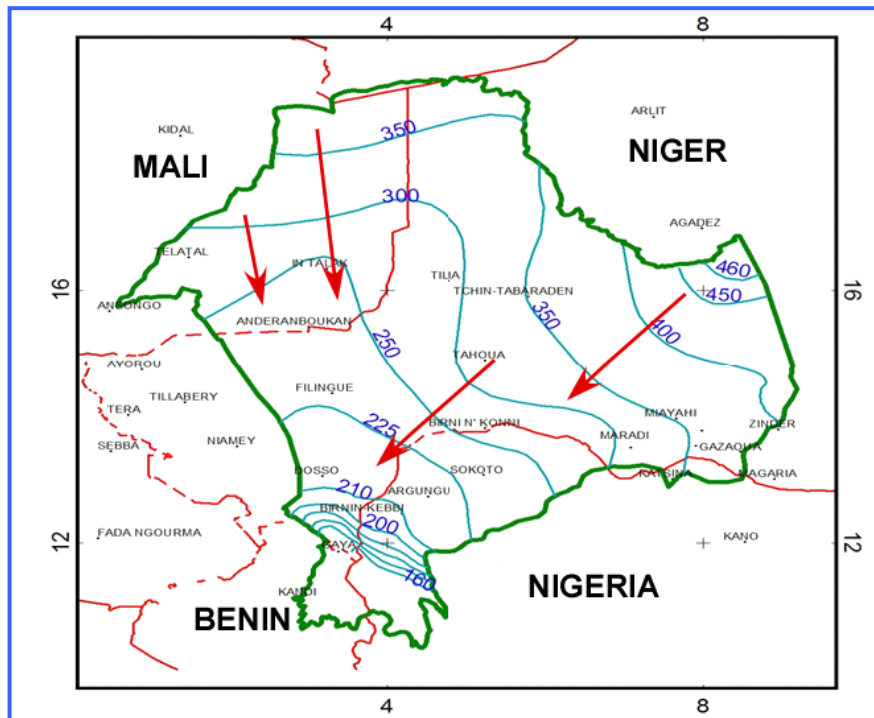 4 8
ARLIT
KIDAL
350
NIGER
MALI
300
AGADEZ
TELATAL
IN TALAK
460
TILIA
16 16
TCHIN-TABARADEN
450
ANSONGO
350
ANDERANBOUKAN
400
250
TAHOUA
AYOROU
FILINGUE
TILLABERY
TERA
MIAYAHI
225
BIRNI N' KONNI
ZINDER
MARADI
SEBBA
NIAMEY
GAZAOUA
DOSSO
SOKOTO
KATSINA
MAGARIA
210
ARGUNGU
BIRNIN-KEBBI
200
FADA NGOURMA
KANO
12 12
GAYA
160
KANDI
NIGERIA
BENIN
4 8